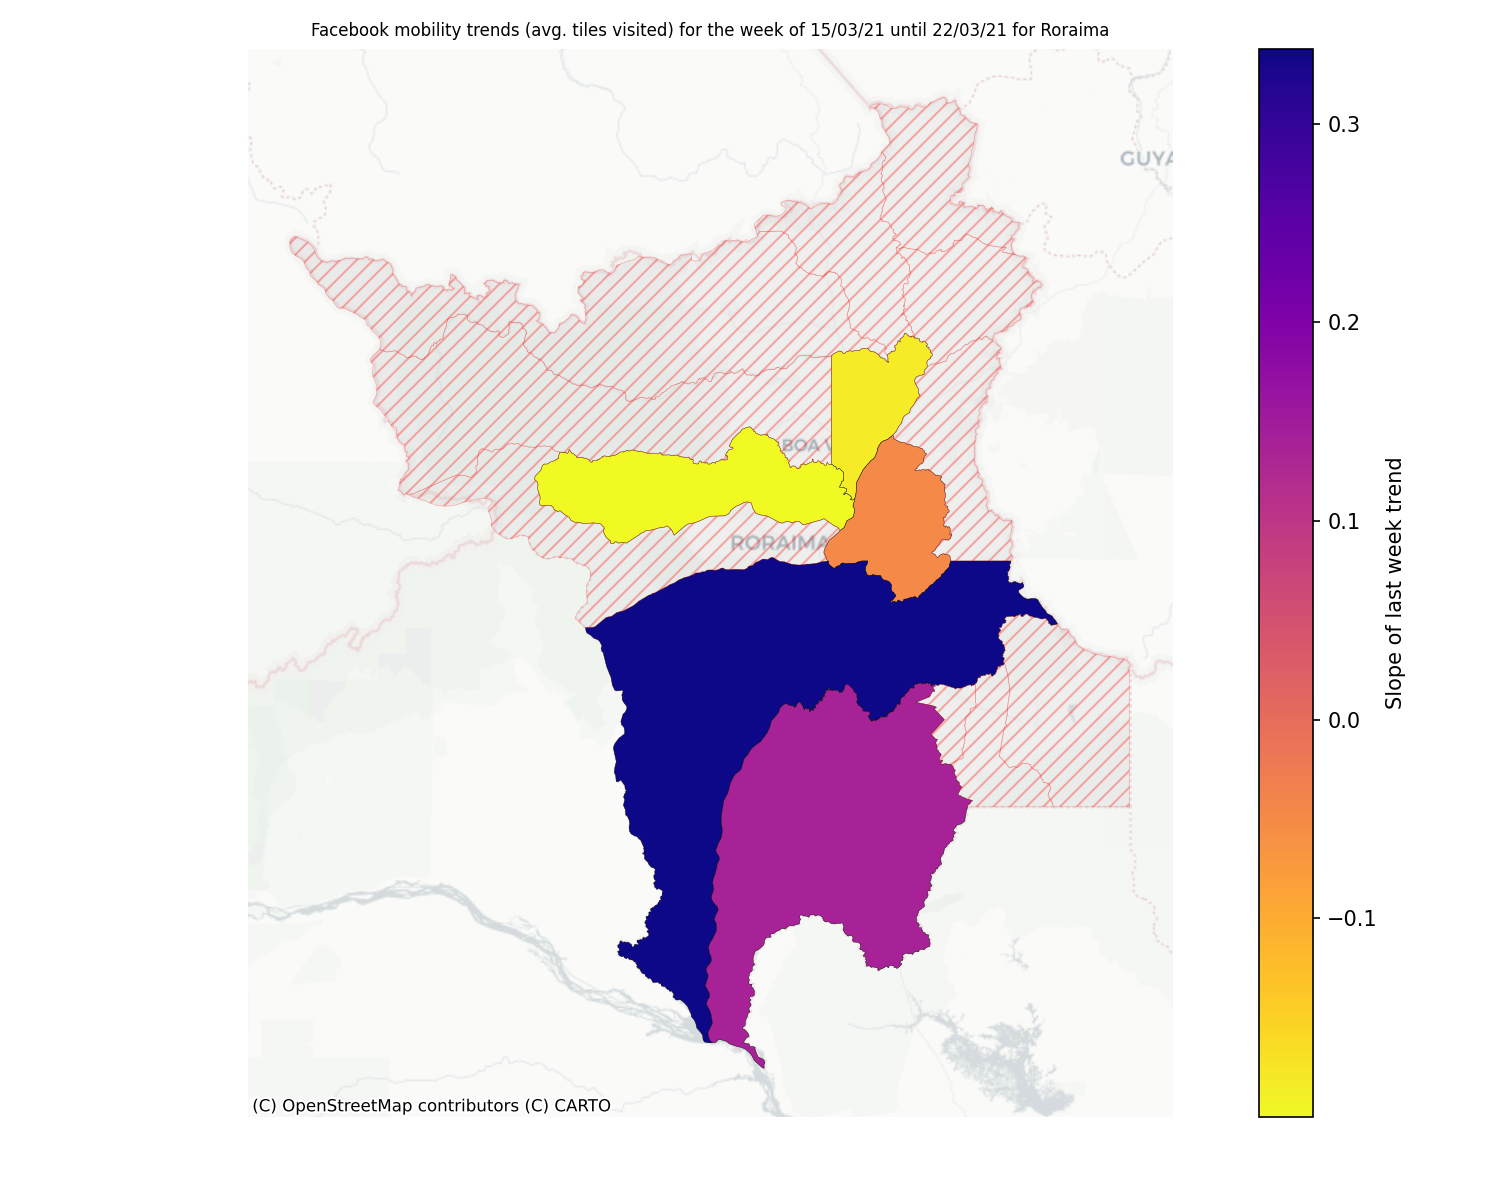 Facebook mobility trends (avg. tiles visited) for the week of 15/03/21 until 22/03/21 for Roraima
GUYA
0.3
0.2
BOA V
Slope of last week trend
0.1
RORAIMA
0.0
−0.1
(C) OpenStreetMap contributors (C) CARTO